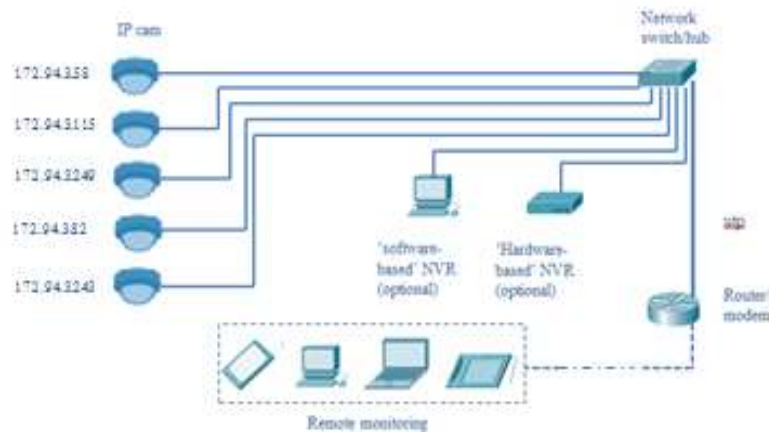 IP cam
Network
switch/hub
172.94.358
172.94.3115
172.94.3249
172.94.382
172.94.3243
'software-
based' NVR
(optional)
'Hardware-
based' NVR
(optional)
utp
Router/
modem
Remote monitoring